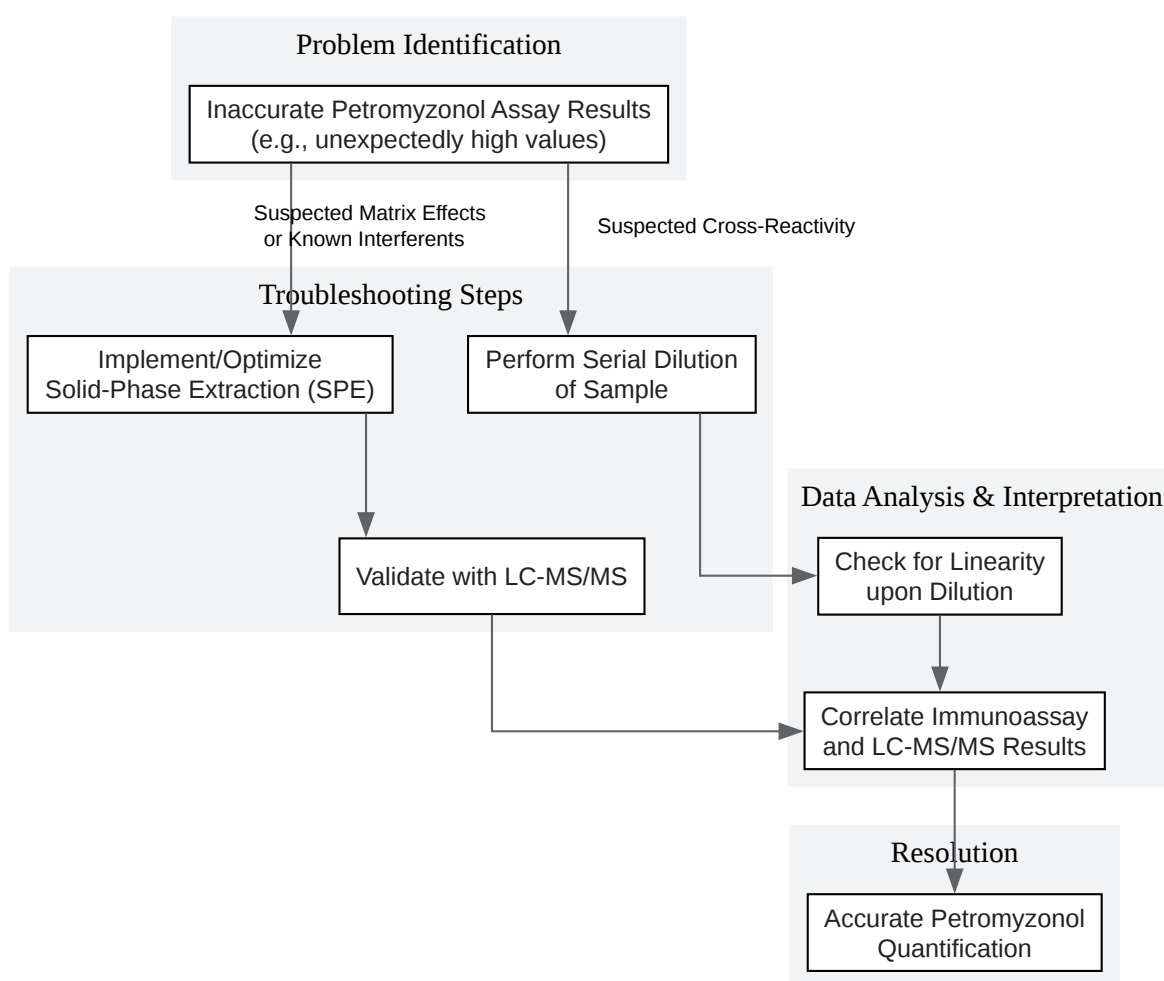 Problem Identification
Inaccurate Petromyzonol Assay Results
(e.g., unexpectedly high values)
Suspected Matrix Effects
or Known Interferents
Suspected Cross-Reactivity
Troubleshooting Steps
Implement/Optimize
Solid-Phase Extraction (SPE)
Perform Serial Dilution
of Sample
Validate with LC-MS/MS
Data Analysis & Interpretation
Check for Linearity
upon Dilution
Correlate Immunoassay
and LC-MS/MS Results
Resolution
Accurate Petromyzonol
Quantification